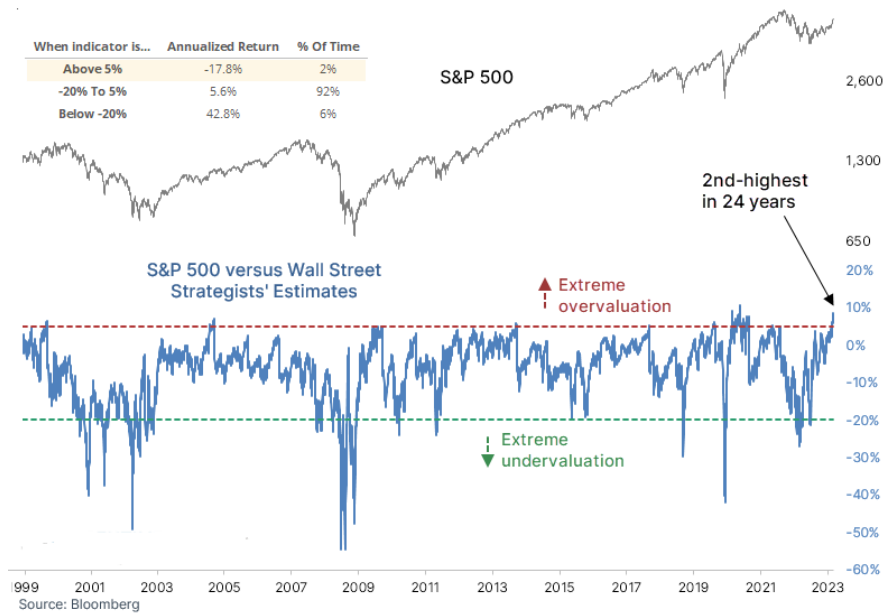 When indicator is... Annualized Return % Of Time
Above 5% -17.8% 2%
-20% To 5% 5.6% 92%
Below -20% 42.8% 6%
S&P 500
2,600
1,300
650
2nd-highest
in 24 years
S&P 500 versus Wall Street
Strategists' Estimates
Extreme
overvaluation
Extreme
undervaluation
20%
10%
0%
-10%
-20%
-30%
-40%
-50%
-60%
1999 2001 2003 2005 2007 2009 2011 2013 2015 2017 2019 2021 2023
Source: Bloomberg